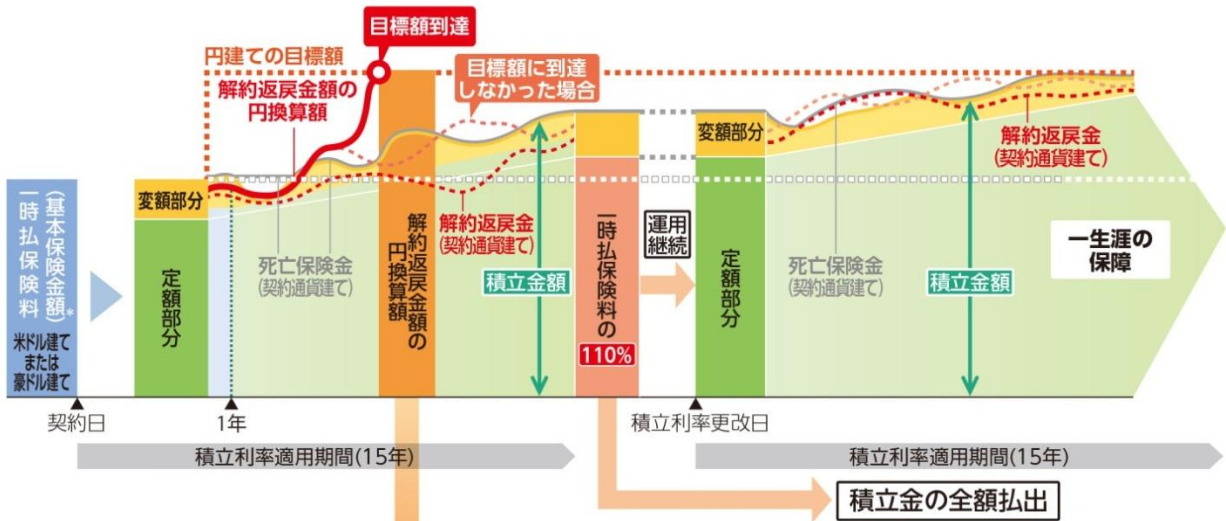 目標額到達
円建ての目標額
解約返戻金額の
円換算額
目標額に到達
しなかった場合
一時払保険料
(基本保険金額)*
米ドル建て
または
豪ドル建て
変額部分
定額部分
死亡保険金
(契約通貨建て)
解約返戻金額の
円換算額
解約返戻金
(契約通貨建て)
積立金額
一時払保険料の
110%
運用
継続
変額部分
定額部分
死亡保険金
(契約通貨建て)
積立金額
解約返戻金
(契約通貨建て)
一生涯の
保障
契約日
1年
積立利率更改日
積立利率適用期間(15年)
積立利率適用期間(15年)
積立金の全額払出